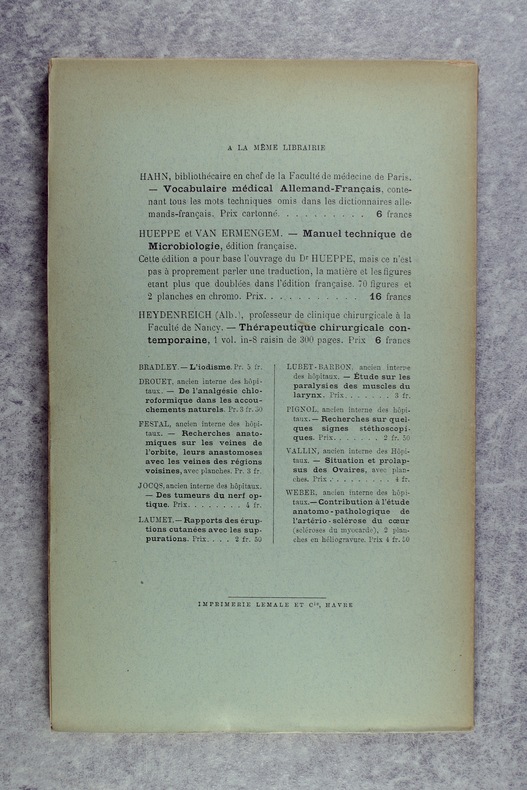 A LA MÊME LIBRAIRIE
HAHN, bibliothécaire en chef de la Faculté de médecine de Paris.
— Vocabulaire médical Allemand-Français, conte-
nant tous les mots techniques omis dans les dictionnaires alle-
mands-français. Prix cartonné. . . . . . . . . . 6 francs
HUEPPE et VAN ERMENGEM. — Manuel technique de
Microbiologie, édition française.
Cette édition a pour base l'ouvrage du Dr HUEPPE, mais ce n'est
pas à proprement parler une traduction, la matière et les figures
étant plus que doublées dans l'édition française. 70 figures et
2 planches en chromo. Prix. . . . . . . . . . . 16 francs
HEYDENREICH (Alb.), professeur de clinique chirurgicale à la
Faculté de Nancy. — Thérapeutique chirurgicale con-
temporaine, 1 vol. in-8 raisin de 300 pages. Prix 6 francs
BRADLEY. — L'iodisme. Pr. 5 fr.
DROUET, ancien interne des hôpi-
taux. — De l'analgésie chlo-
roformique dans les accou-
chements naturels. Pr. 3 fr. 50
FESTAL, ancien interne des hôpi-
taux. — Recherches anato-
miques sur les veines de
l'orbite, leurs anastomoses
avec les veines des régions
voisines, avec planches. Pr. 3 fr.
JOCQS, ancien interne des hôpitaux.
— Des tumeurs du nerf op-
tique. Prix. . . . . . . . 4 fr.
LAUMET. — Rapports des érup-
tions cutanées avec les sup-
purations. Prix. . . . 2 fr. 50
LUBET-BARBON, ancien interne
des hôpitaux. — Étude sur les
paralysies des muscles du
larynx. Prix. . . . . . . . 3 fr.
PIGNOL, ancien interne des hôpi-
taux. — Recherches sur quel-
ques signes stéthoscopi-
ques. Prix. . . . . . . 2 fr. 50
VALLIN, ancien interne des Hôpi-
taux. — Situation et prolap-
sus des Ovaires, avec plan-
ches. Prix . . . . . . . . . 4 fr.
WEBER, ancien interne des hôpi-
taux. — Contribution à l'étude
anatomo-pathologique de
l'artério-sclérose du cœur
(scléroses du myocarde), 2 plan-
ches en héliogravure. Prix 4 fr. 50
IMPRIMERIE LEMALE ET Cie, HAVRE